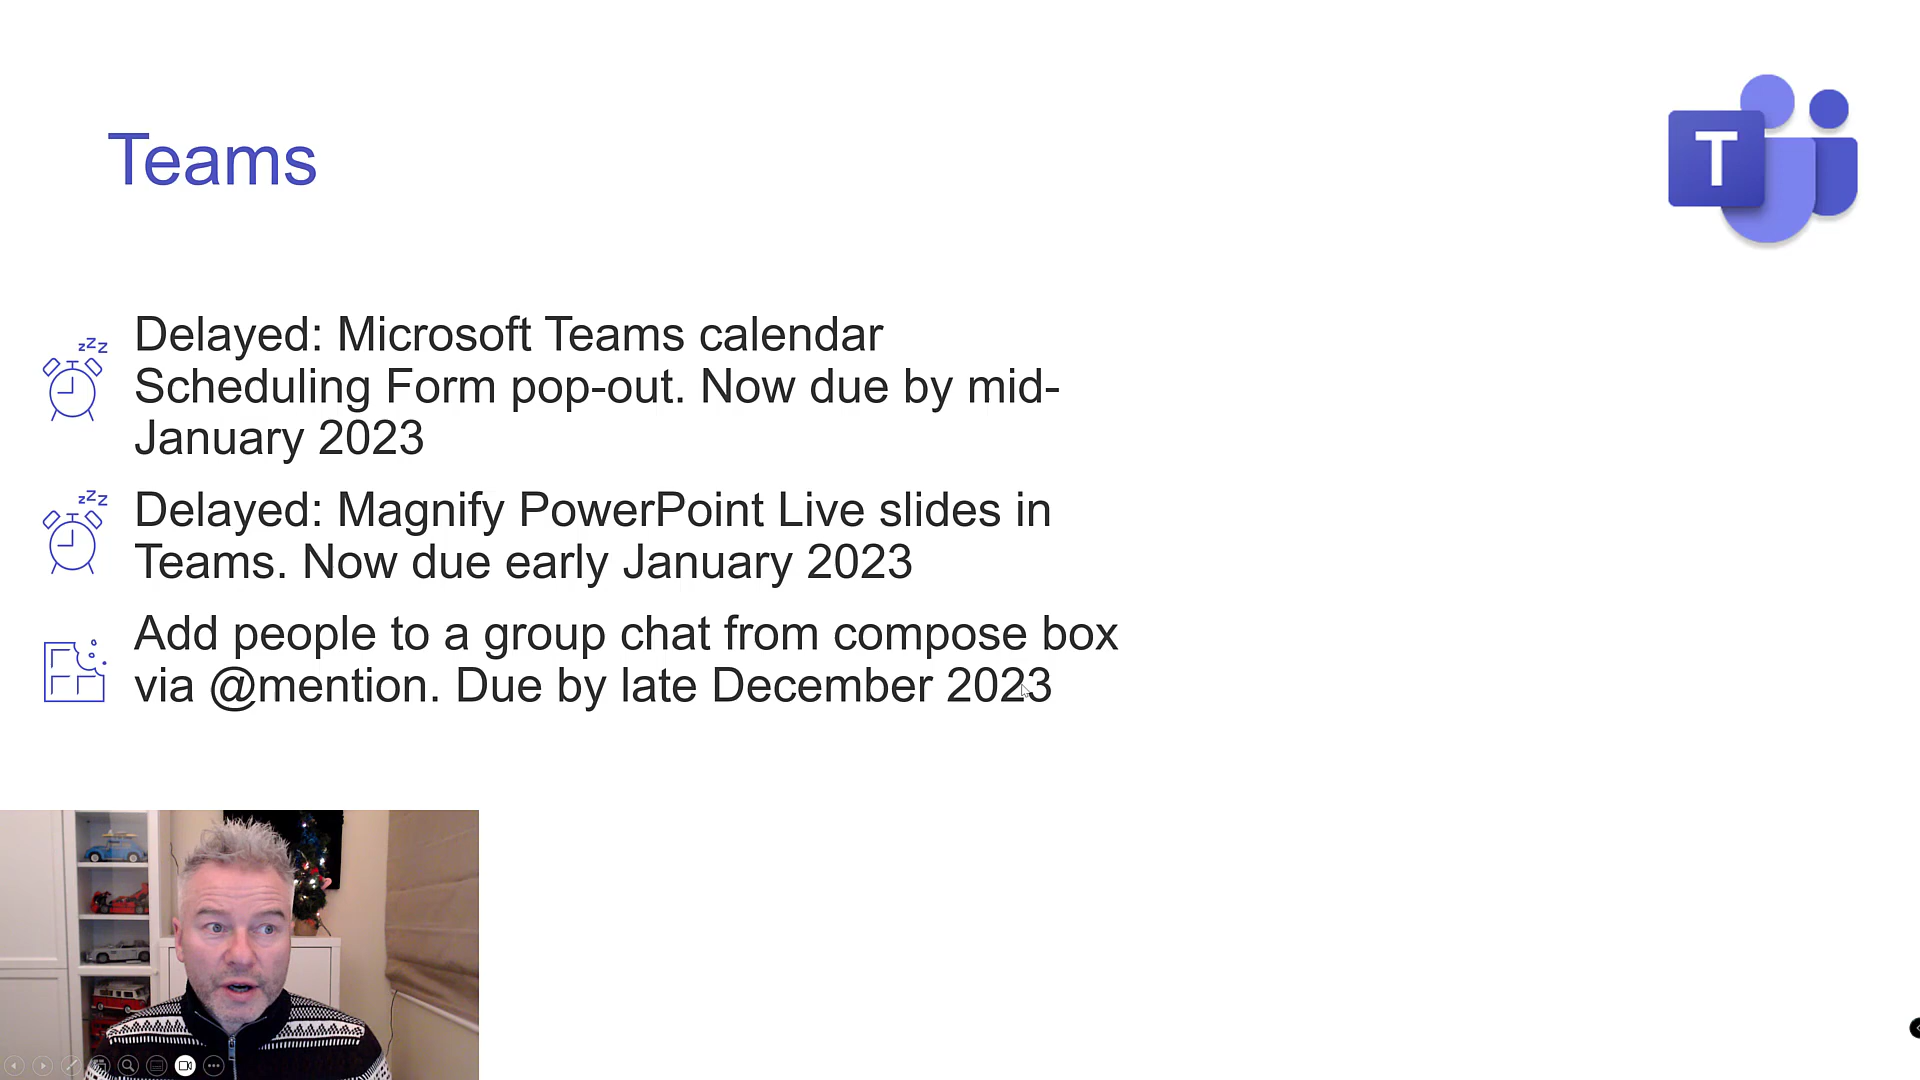 Teams
T
Delayed: Microsoft Teams calendar
Scheduling Form pop-out. Now due by mid-
January 2023
zzz
Delayed: Magnify PowerPoint Live slides in
Teams. Now due early January 2023
zzz
Add people to a group chat from compose box
via @mention. Due by late December 2023